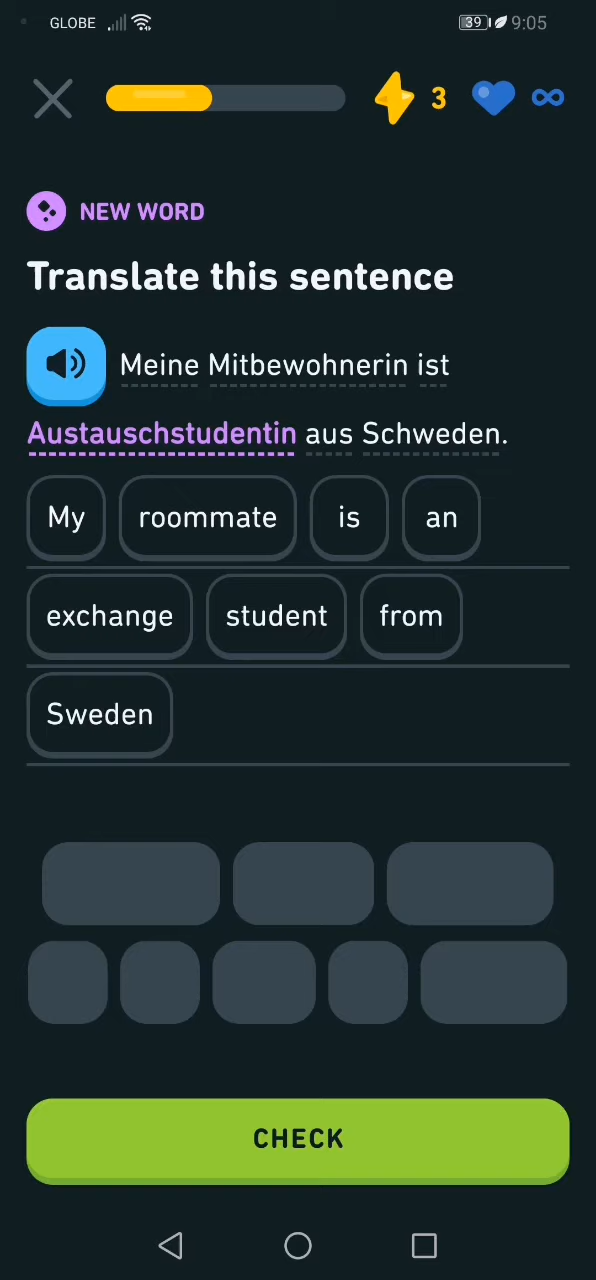 GLOBE 39 9:05
3 ∞
NEW WORD
Translate this sentence
Meine Mitbewohnerin ist
Austauschstudentin aus Schweden.
My roommate is an
exchange student from
Sweden
CHECK